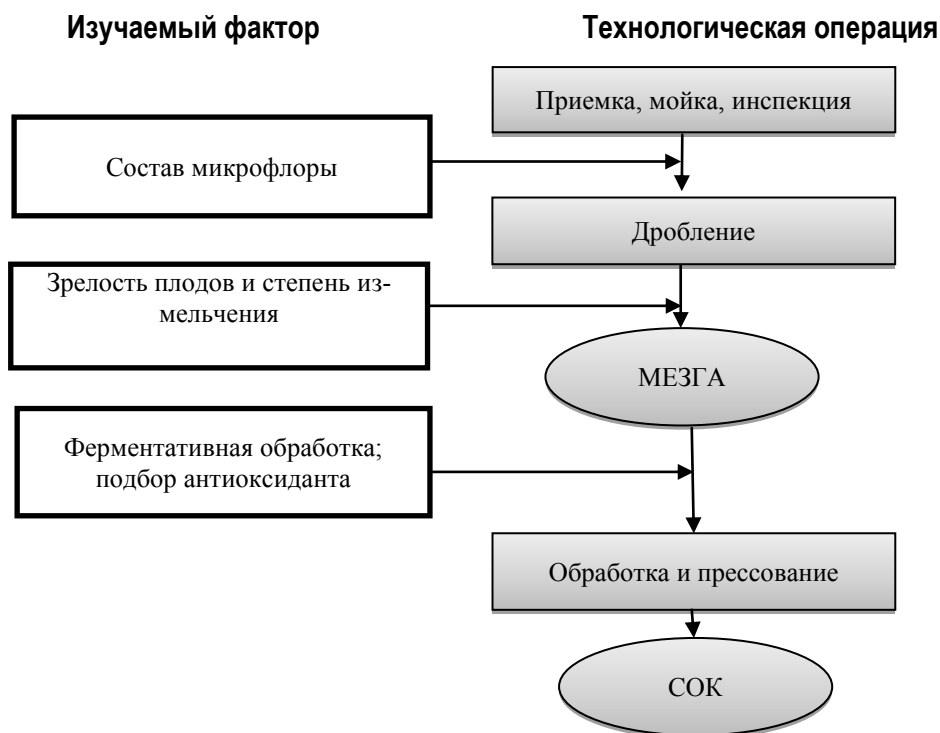 Изучаемый фактор
Технологическая операция
Приемка, мойка, инспекция
Состав микрофлоры
Дробление
Зрелость плодов и степень из-
мельчения
МЕЗГА
Ферментативная обработка;
подбор антиоксиданта
Обработка и прессование
СОК